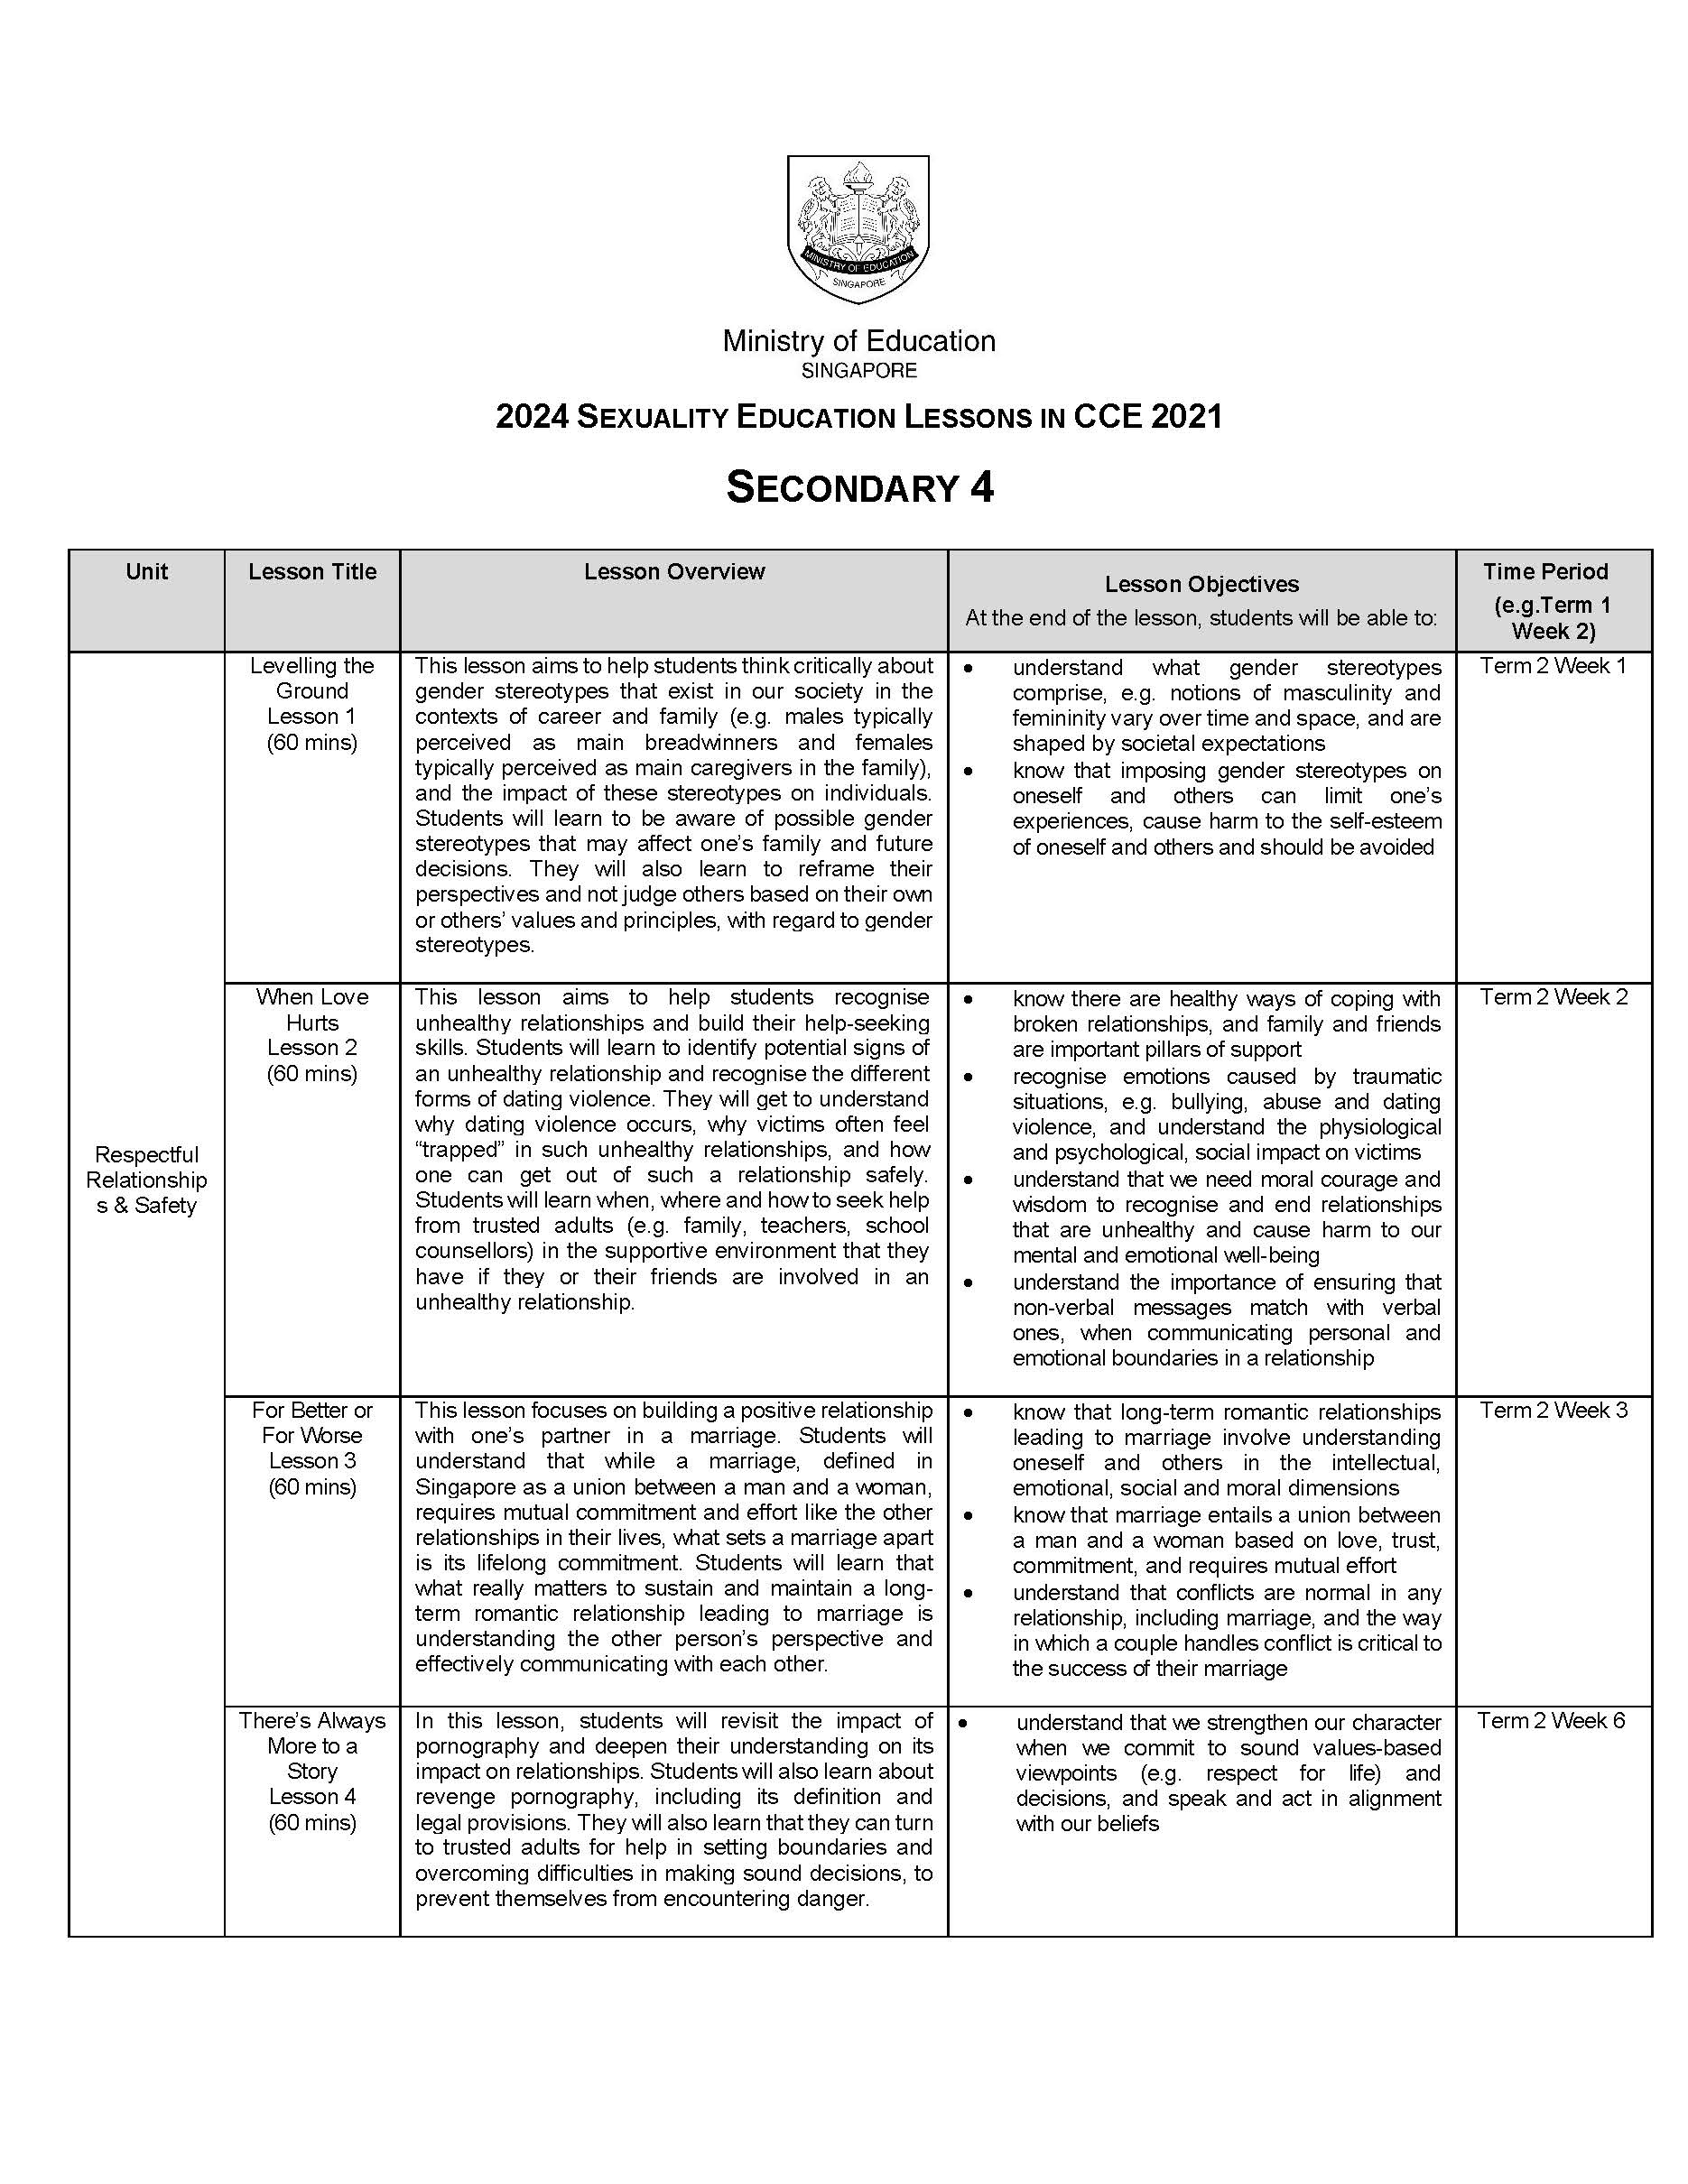 MINISTRY OF EDUCATION
SINGAPORE
Ministry of Education
SINGAPORE
2024 SEXUALITY EDUCATION LESSONS IN CCE 2021
SECONDARY 4
Unit
Lesson Title
Lesson Overview
Lesson Objectives
At the end of the lesson, students will be able to:
Time Period
(e.g.Term 1
Week 2)
Respectful
Relationship
s & Safety
Levelling the
Ground
Lesson 1
(60 mins)
This lesson aims to help students think critically about
gender stereotypes that exist in our society in the
contexts of career and family (e.g. males typically
perceived as main breadwinners and females
typically perceived as main caregivers in the family),
and the impact of these stereotypes on individuals.
Students will learn to be aware of possible gender
stereotypes that may affect one's family and future
decisions. They will also learn to reframe their
perspectives and not judge others based on their own
or others' values and principles, with regard to gender
stereotypes.
• understand what gender stereotypes
comprise, e.g. notions of masculinity and
femininity vary over time and space, and are
shaped by societal expectations
• know that imposing gender stereotypes on
oneself and others can limit one's
experiences, cause harm to the self-esteem
of oneself and others and should be avoided
Term 2 Week 1
When Love
Hurts
Lesson 2
(60 mins)
This lesson aims to help students recognise
unhealthy relationships and build their help-seeking
skills. Students will learn to identify potential signs of
an unhealthy relationship and recognise the different
forms of dating violence. They will get to understand
why dating violence occurs, why victims often feel
"trapped" in such unhealthy relationships, and how
one can get out of such a relationship safely.
Students will learn when, where and how to seek help
from trusted adults (e.g. family, teachers, school
counsellors) in the supportive environment that they
have if they or their friends are involved in an
unhealthy relationship.
• know there are healthy ways of coping with
broken relationships, and family and friends
are important pillars of support
• recognise emotions caused by traumatic
situations, e.g. bullying, abuse and dating
violence, and understand the physiological
and psychological, social impact on victims
• understand that we need moral courage and
wisdom to recognise and end relationships
that are unhealthy and cause harm to our
mental and emotional well-being
• understand the importance of ensuring that
non-verbal messages match with verbal
ones, when communicating personal and
emotional boundaries in a relationship
Term 2 Week 2
For Better or
For Worse
Lesson 3
(60 mins)
This lesson focuses on building a positive relationship
with one's partner in a marriage. Students will
understand that while a marriage, defined in
Singapore as a union between a man and a woman,
requires mutual commitment and effort like the other
relationships in their lives, what sets a marriage apart
is its lifelong commitment. Students will learn that
what really matters to sustain and maintain a long-
term romantic relationship leading to marriage is
understanding the other person's perspective and
effectively communicating with each other.
• know that long-term romantic relationships
leading to marriage involve understanding
oneself and others in the intellectual,
emotional, social and moral dimensions
• know that marriage entails a union between
a man and a woman based on love, trust,
commitment, and requires mutual effort
• understand that conflicts are normal in any
relationship, including marriage, and the way
in which a couple handles conflict is critical to
the success of their marriage
Term 2 Week 3
There's Always
More to a
Story
Lesson 4
(60 mins)
In this lesson, students will revisit the impact of
pornography and deepen their understanding on its
impact on relationships. Students will also learn about
revenge pornography, including its definition and
legal provisions. They will also learn that they can turn
to trusted adults for help in setting boundaries and
overcoming difficulties in making sound decisions, to
prevent themselves from encountering danger.
• understand that we strengthen our character
when we commit to sound values-based
viewpoints (e.g. respect for life) and
decisions, and speak and act in alignment
with our beliefs
Term 2 Week 6